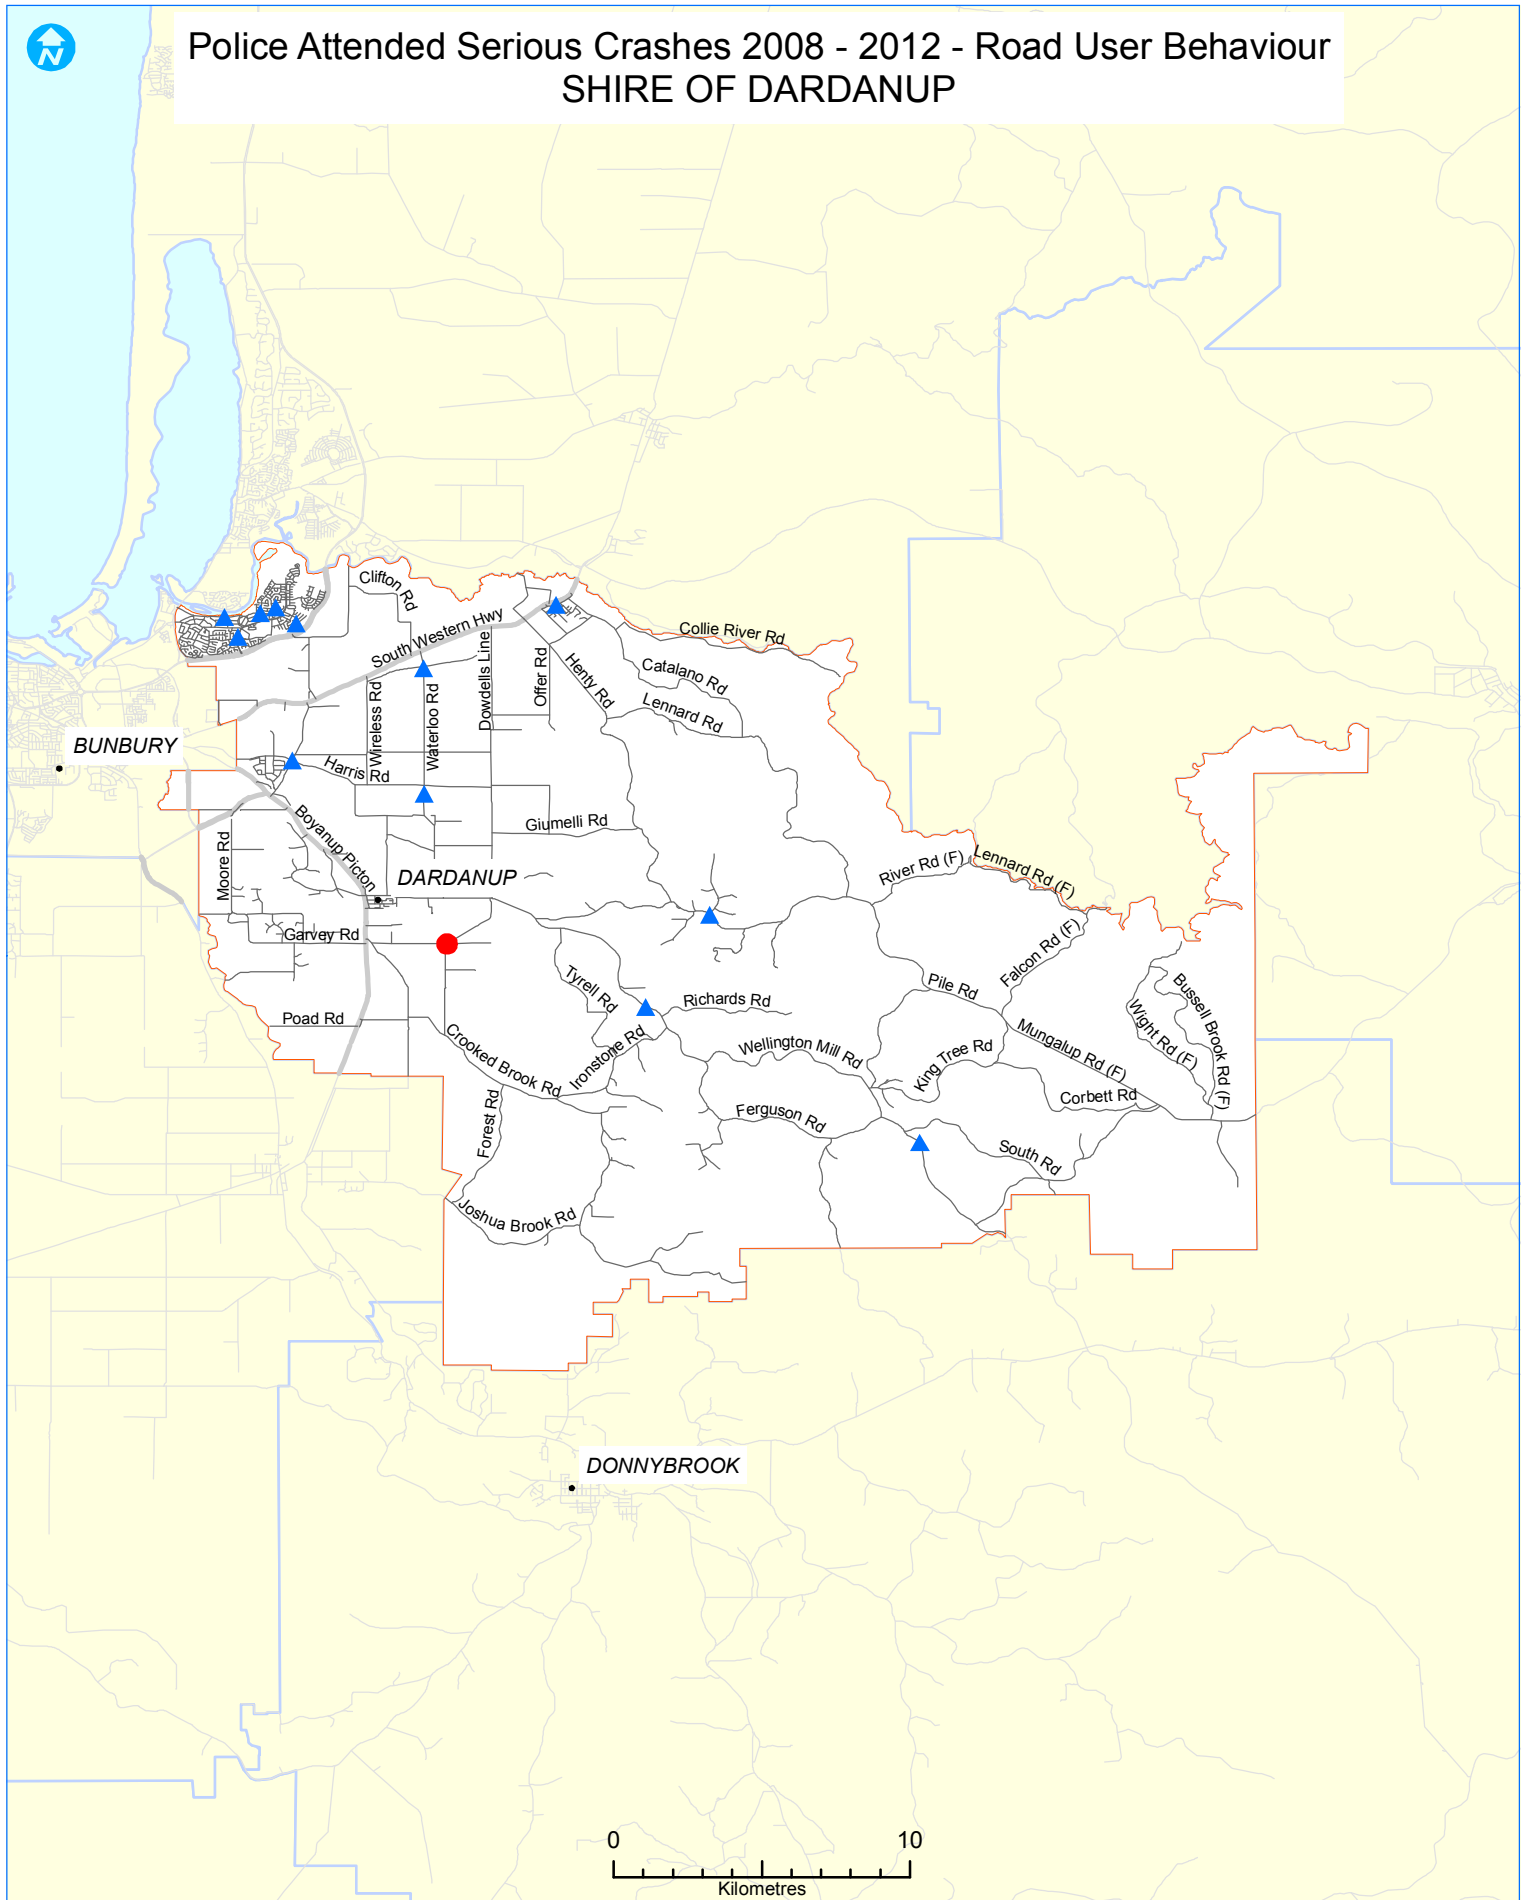 N
Police Attended Serious Crashes 2008 - 2012 - Road User Behaviour
SHIRE OF DARDANUP
Clifton Rd
South Western Hwy
Collie River Rd
Catalano Rd
Lennard Rd
Henty Rd
Offer Rd
Dowdells Line
Waterloo Rd
Wireless Rd
BUNBURY
Harris Rd
Boyanup Picton
Giumelli Rd
Moore Rd
DARDANUP
River Rd (F)
Lennard Rd (F)
Garvey Rd
Falcon Rd (F)
Tyrell Rd
Pile Rd
Bussell Brook Rd (F)
Richards Rd
Wight Rd (F)
Poad Rd
Crooked Brook Rd
Ironstone Rd
Wellington Mill Rd
King Tree Rd
Mungalup Rd (F)
Corbett Rd
Forest Rd
Ferguson Rd
South Rd
Joshua Brook Rd
DONNYBROOK
0 10
Kilometres